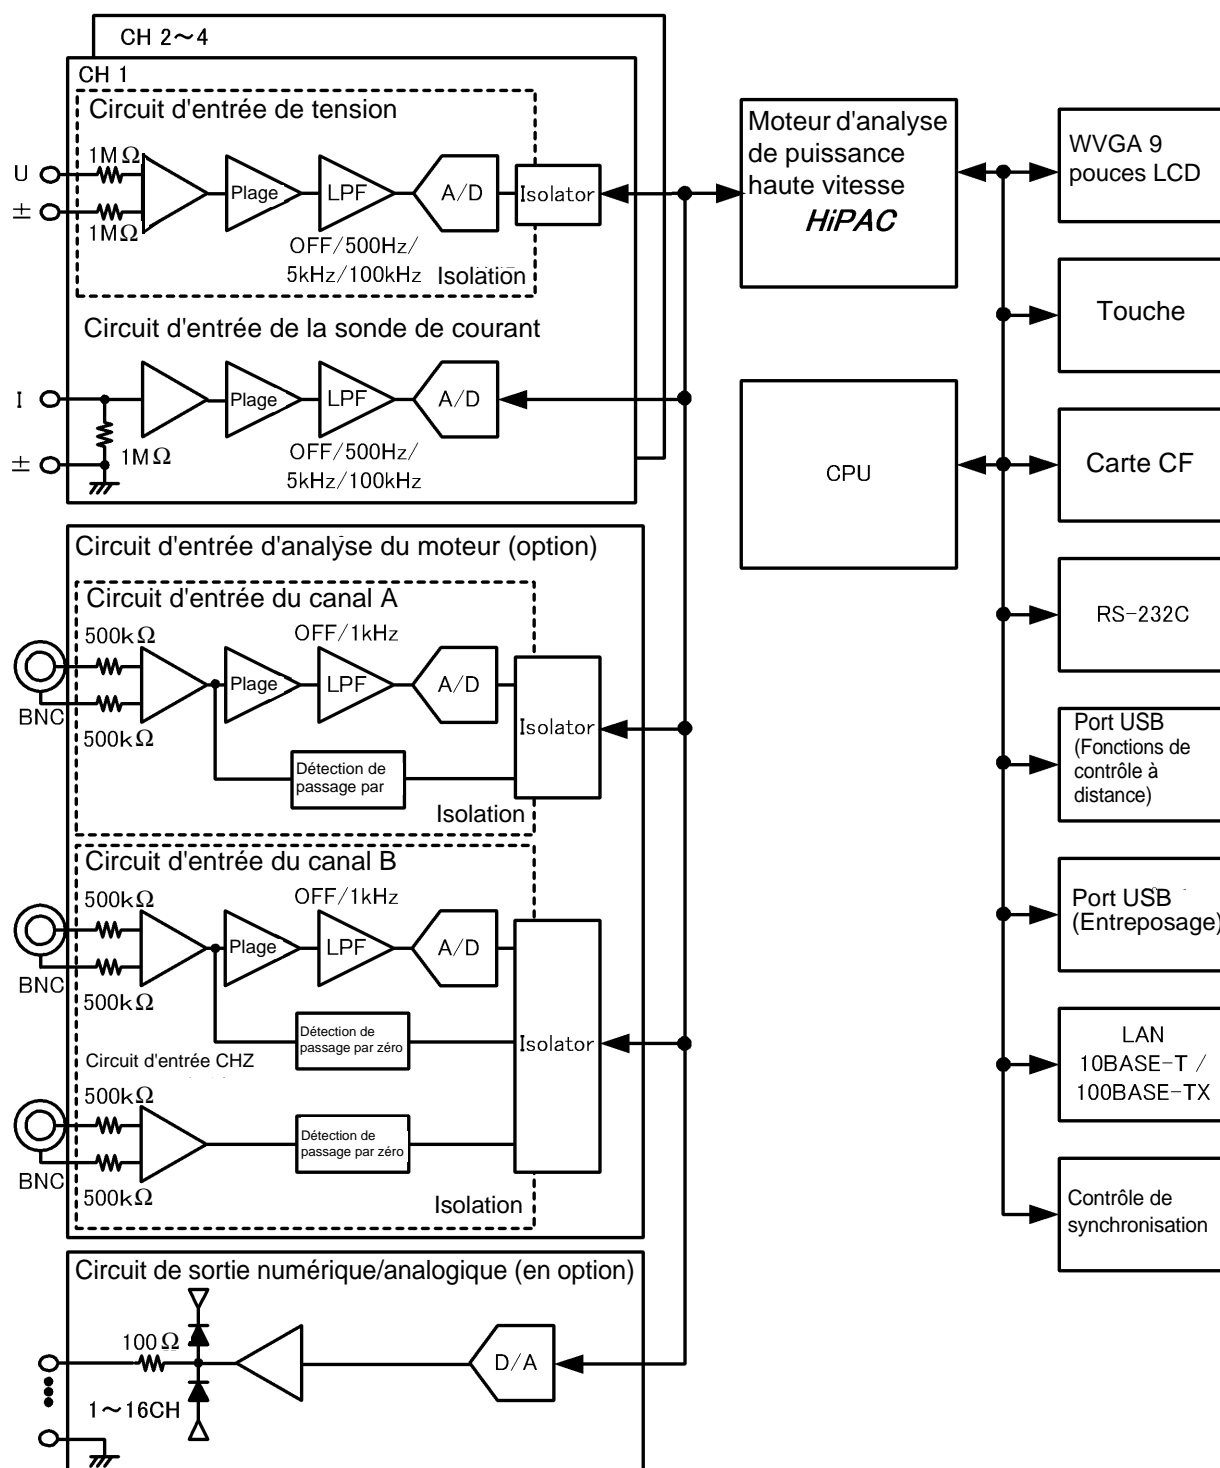 CH 2～4
CH 1
Circuit d'entrée de tension
1MΩ
U
±
1MΩ
Plage
LPF
A/D
Isolator
OFF/500Hz/
5kHz/100kHz
Isolation
Circuit d'entrée de la sonde de courant
I
±
1MΩ
Plage
LPF
A/D
OFF/500Hz/
5kHz/100kHz
Circuit d'entrée d'analyse du moteur (option)
Circuit d'entrée du canal A
500kΩ
OFF/1kHz
BNC
500kΩ
Plage
LPF
A/D
Isolator
Détection de
passage par
Isolation
Circuit d'entrée du canal B
500kΩ
OFF/1kHz
BNC
500kΩ
Plage
LPF
A/D
Isolator
Détection de
passage par zéro
Circuit d'entrée CHZ
500kΩ
BNC
500kΩ
Détection de
passage par zéro
Isolation
Circuit de sortie numérique/analogique (en option)
100Ω
1～16CH
D/A
Moteur d'analyse
de puissance
haute vitesse
HiPAC
CPU
WVGA 9
pouces LCD
Touche
Carte CF
RS-232C
Port USB
(Fonctions de
contrôle à
distance)
Port USB
(Entreposage)
LAN
10BASE-T /
100BASE-TX
Contrôle de
synchronisation